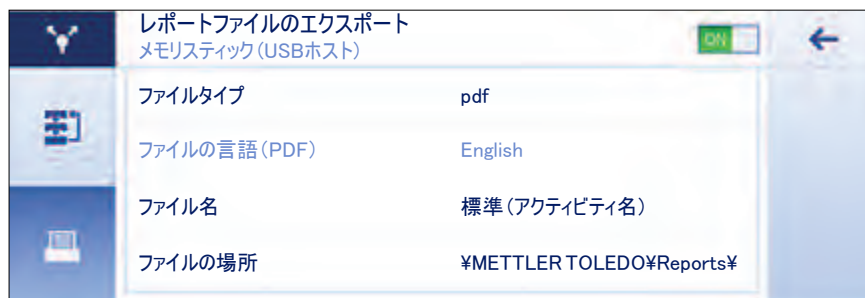 レポートファイルのエクスポート
メモリスティック（USBホスト）
ON
ファイルタイプ pdf
ファイルの言語（PDF） English
ファイル名 標準（アクティビティ名）
ファイルの場所 ¥METTLER TOLEDO¥Reports¥